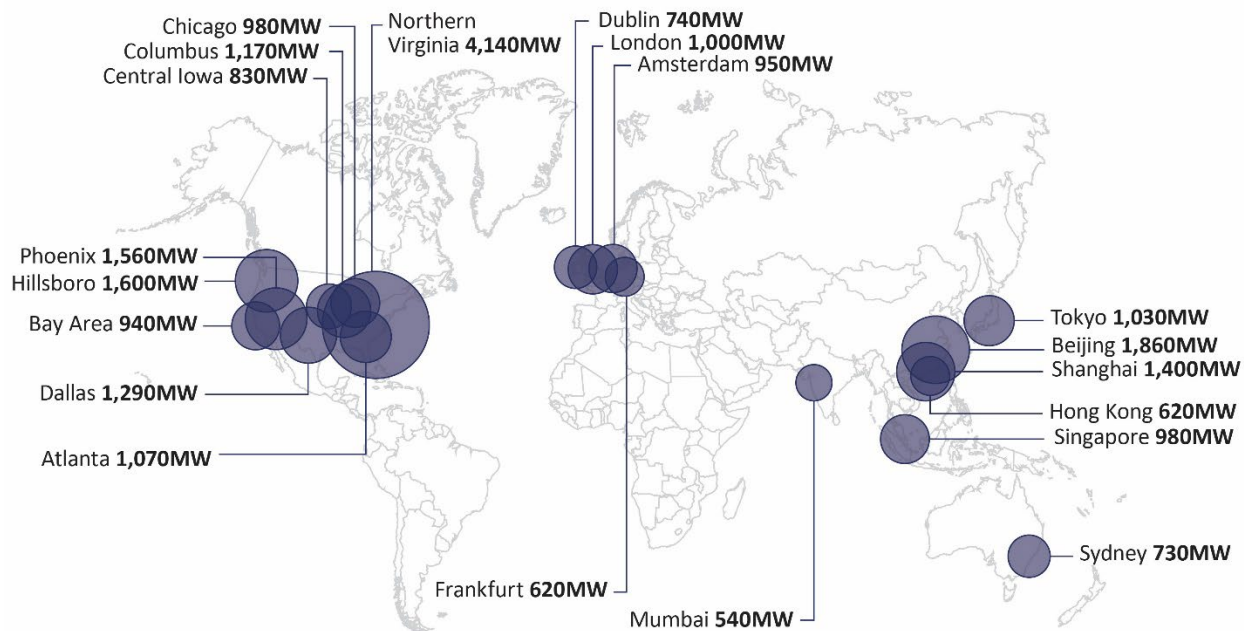 Chicago 980MW
Columbus 1,170MW
Central Iowa 830MW
Northern
Virginia 4,140MW
Dublin 740MW
London 1,000MW
Amsterdam 950MW
Phoenix 1,560MW
Hillsboro 1,600MW
Bay Area 940MW
Dallas 1,290MW
Atlanta 1,070MW
Tokyo 1,030MW
Beijing 1,860MW
Shanghai 1,400MW
Hong Kong 620MW
Singapore 980MW
Sydney 730MW
Frankfurt 620MW
Mumbai 540MW